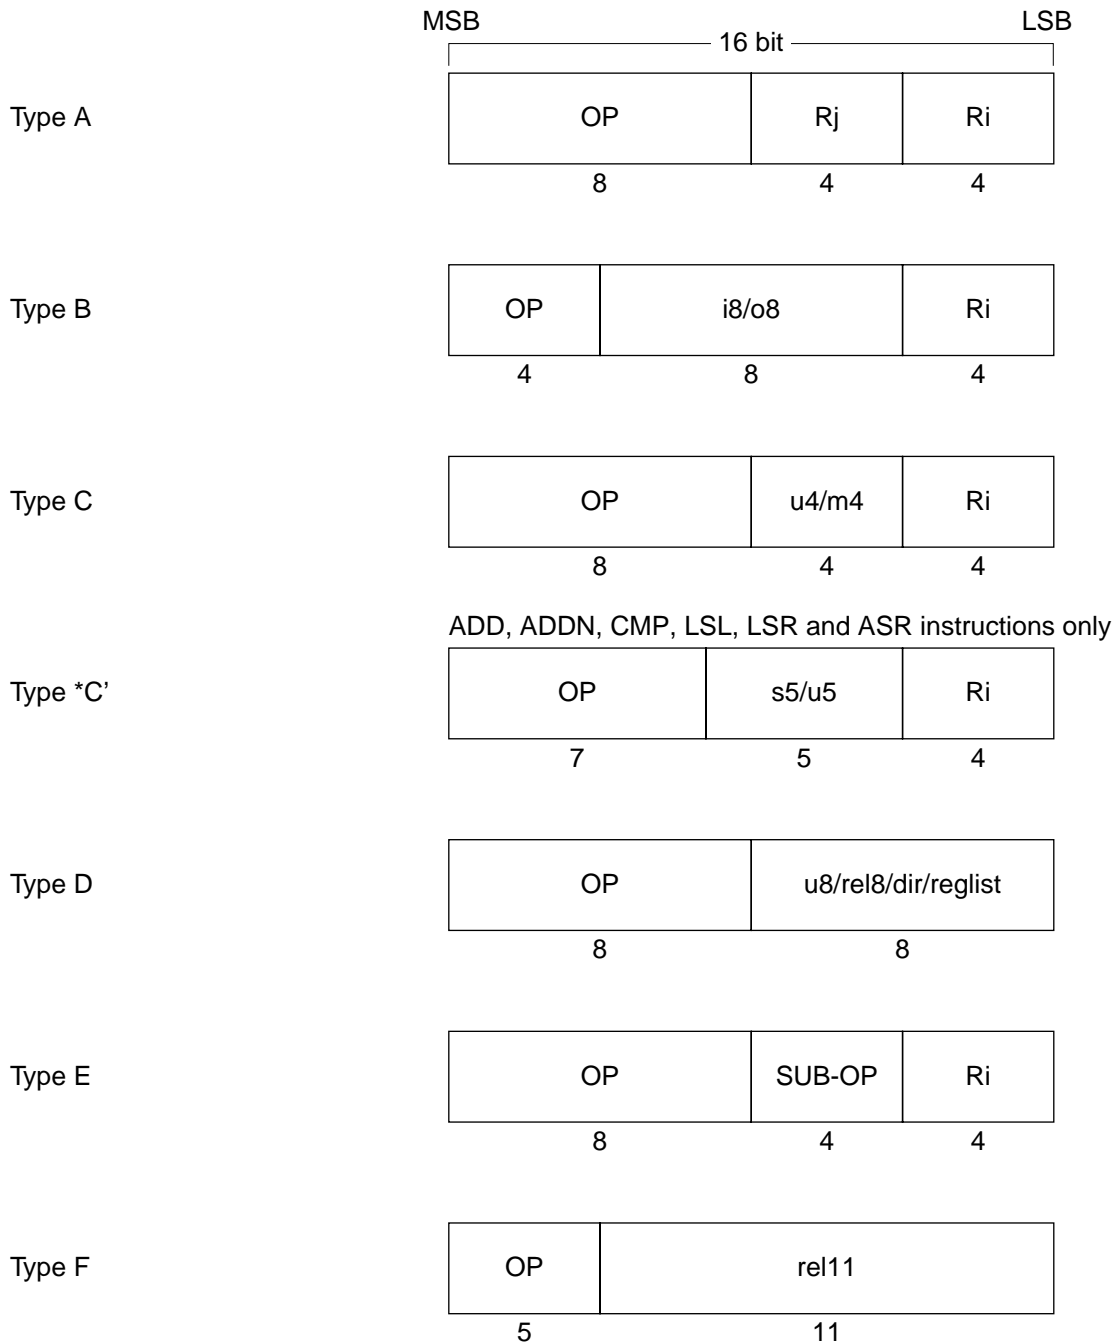 MSB LSB
16 bit
Type A
OP Rj Ri
8 4 4
Type B
OP i8/o8 Ri
4 8 4
Type C
OP u4/m4 Ri
8 4 4
ADD, ADDN, CMP, LSL, LSR and ASR instructions only
Type *C’
OP s5/u5 Ri
7 5 4
Type D
OP u8/rel8/dir/reglist
8 8
Type E
OP SUB-OP Ri
8 4 4
Type F
OP rel11
5 11